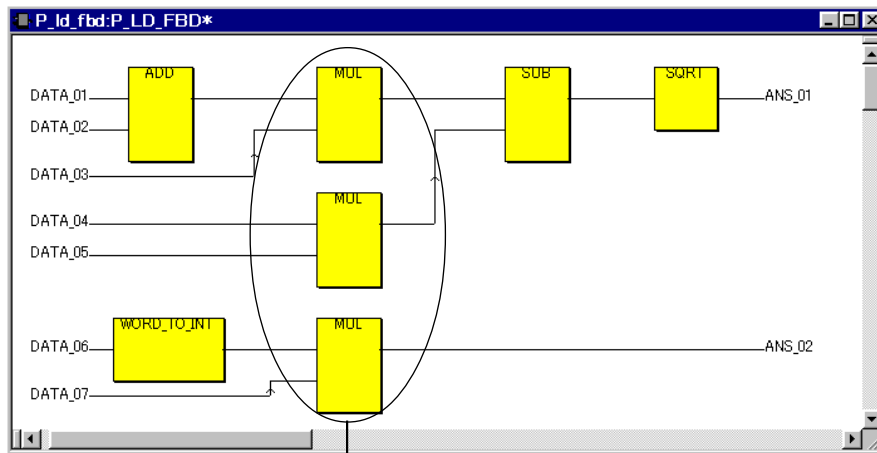 P_ld_fbd:P_LD_FBD*
ADD MUL SUB SQRT
DATA_01 ANS_01
DATA_02
DATA_03
MUL
DATA_04
DATA_05
WORD_TO_INT MUL
DATA_06 ANS_02
DATA_07